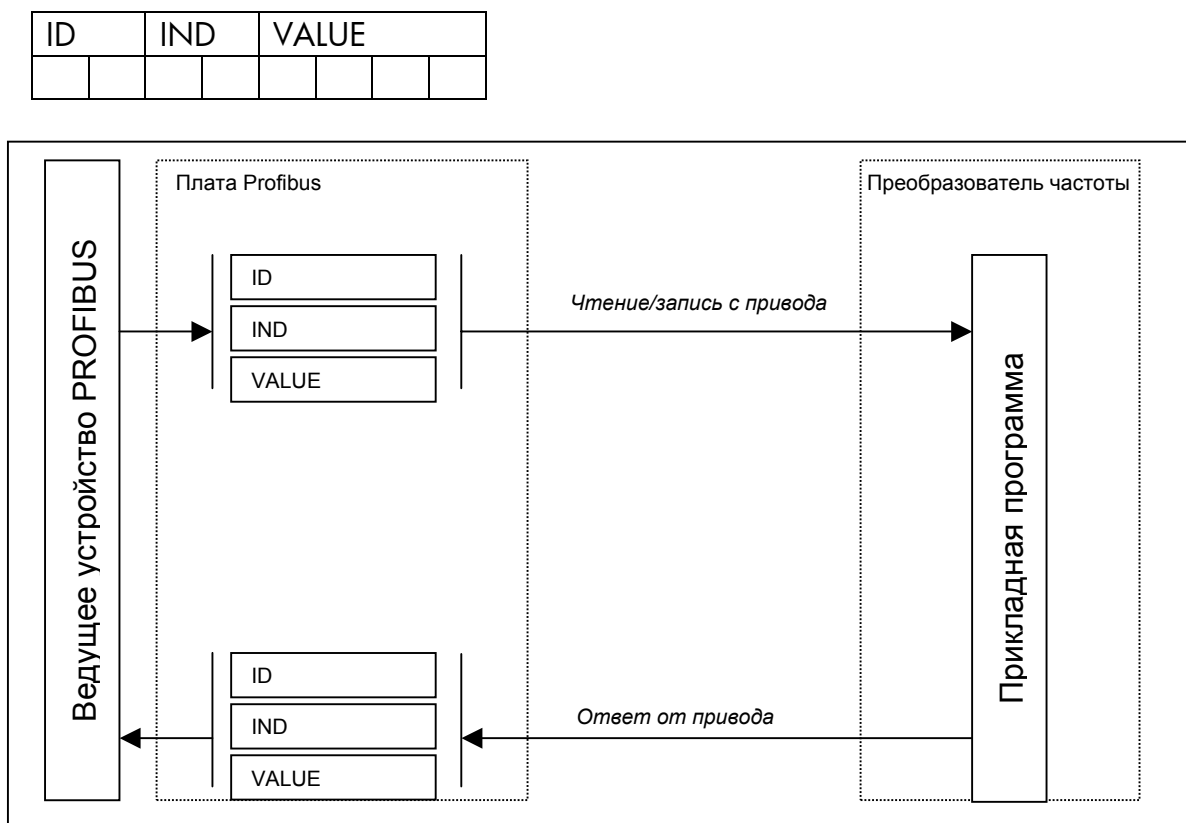 ID IND VALUE
Плата Profibus
Преобразователь частоты
Ведущее устройство PROFIBUS
ID
IND
VALUE
Чтение/запись с привода
Прикладная программа
ID
IND
VALUE
Ответ от привода